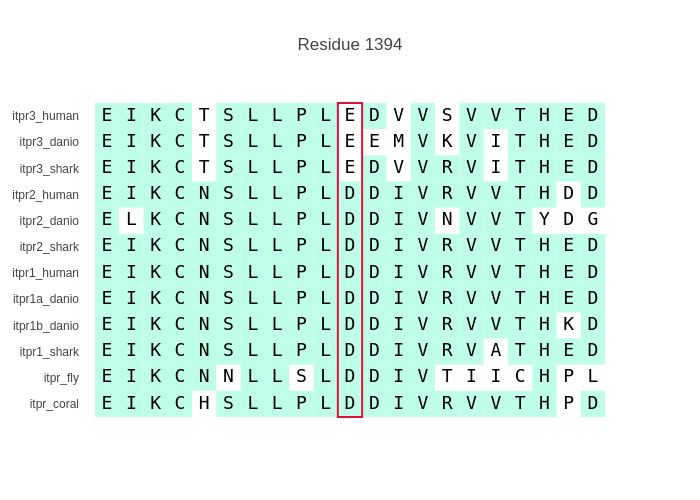 Residue 1394
itpr3_human E I K C T S L L P L E D V V S V V T H E D
itpr3_danio E I K C T S L L P L E E M V K V I T H E D
itpr3_shark E I K C T S L L P L E D V V R V I T H E D
itpr2_human E I K C N S L L P L D D I V R V V T H D D
itpr2_danio E L K C N S L L P L D D I V N V V T Y D G
itpr2_shark E I K C N S L L P L D D I V R V V T H E D
itpr1_human E I K C N S L L P L D D I V R V V T H E D
itpr1a_danio E I K C N S L L P L D D I V R V V T H E D
itpr1b_danio E I K C N S L L P L D D I V R V V T H K D
itpr1_shark E I K C N S L L P L D D I V R V A T H E D
itpr_fly E I K C N N L L S L D D I V T I I C H P L
itpr_coral E I K C H S L L P L D D I V R V V T H P D